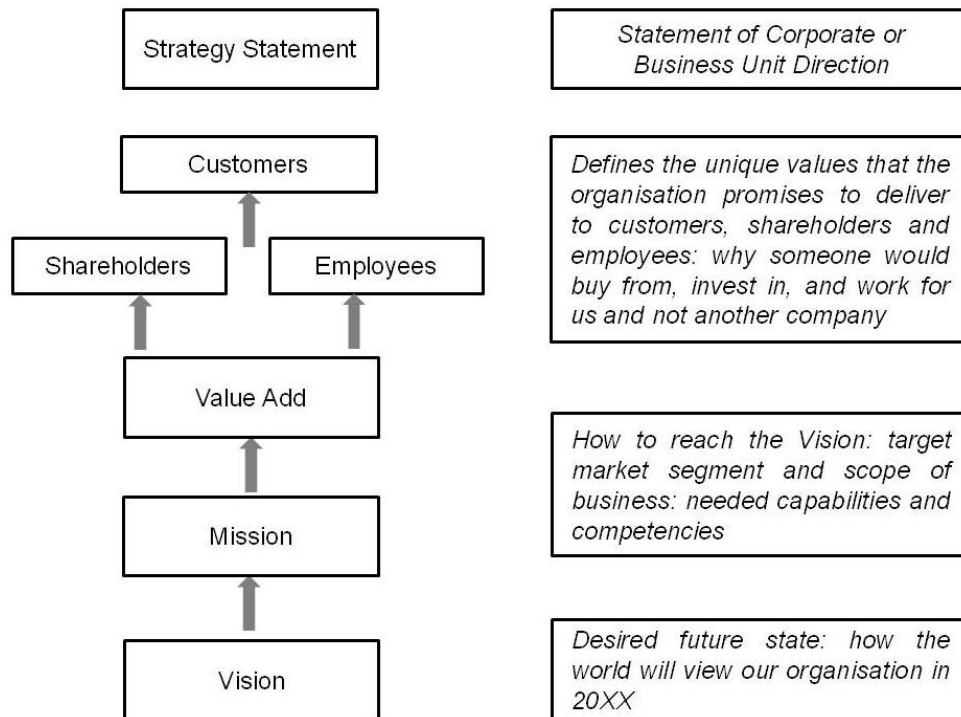 Strategy Statement
Statement of Corporate or
Business Unit Direction
Customers
Defines the unique values that the
organisation promises to deliver
to customers, shareholders and
employees: why someone would
buy from, invest in, and work for
us and not another company
Shareholders
Employees
Value Add
How to reach the Vision: target
market segment and scope of
business: needed capabilities and
competencies
Mission
Desired future state: how the
world will view our organisation in
20XX
Vision